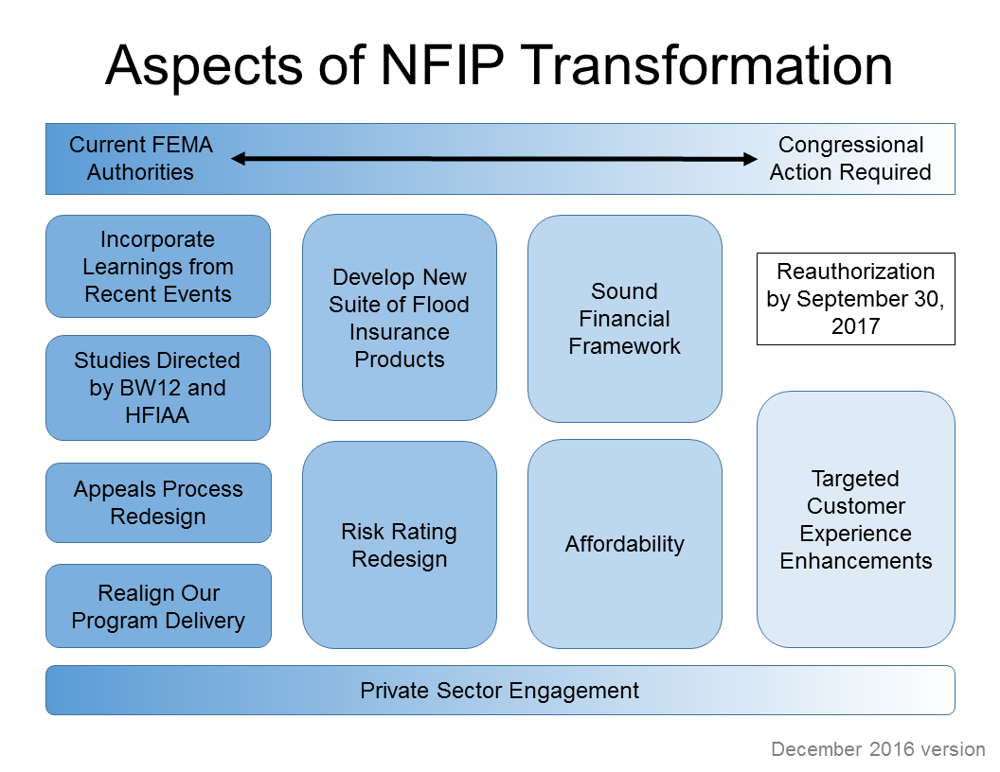 Aspects of NFIP Transformation
Current FEMA
Authorities
Congressional
Action Required
Incorporate
Learnings from
Recent Events
Studies Directed
by BW12 and
HFIAA
Appeals Process
Redesign
Realign Our
Program Delivery
Develop New
Suite of Flood
Insurance
Products
Risk Rating
Redesign
Sound
Financial
Framework
Affordability
Reauthorization
by September 30,
2017
Targeted
Customer
Experience
Enhancements
Private Sector Engagement
December 2016 version